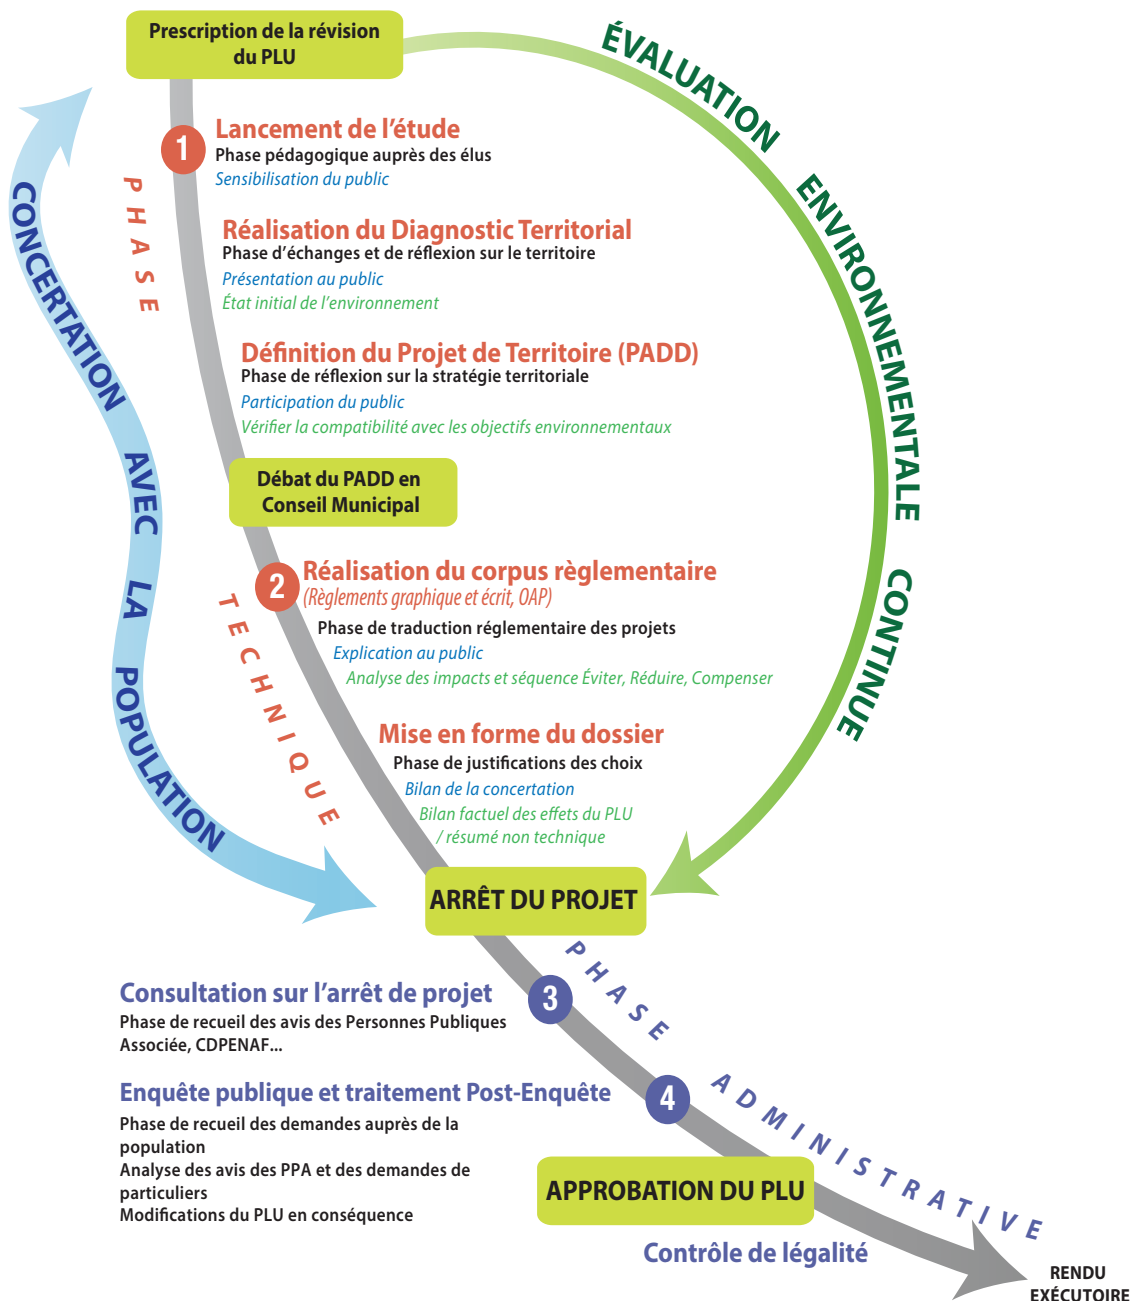 Prescription de la révision
du PLU
ÉVALUATION ENVIRONNEMENTALE CONTINUE
CONCERTATION AVEC LA POPULATION
PHASE TECHNIQUE
1
Lancement de l'étude
Phase pédagogique auprès des élus
Sensibilisation du public
Réalisation du Diagnostic Territorial
Phase d'échanges et de réflexion sur le territoire
Présentation au public
État initial de l'environnement
Définition du Projet de Territoire (PADD)
Phase de réflexion sur la stratégie territoriale
Participation du public
Vérifier la compatibilité avec les objectifs environnementaux
Débat du PADD en
Conseil Municipal
2
Réalisation du corpus règlementaire
(Règlements graphique et écrit, OAP)
Phase de traduction réglementaire des projets
Explication au public
Analyse des impacts et séquence Éviter, Réduire, Compenser
Mise en forme du dossier
Phase de justifications des choix
Bilan de la concertation
Bilan factuel des effets du PLU
/ résumé non technique
ARRÊT DU PROJET
PHASE ADMINISTRATIVE
Consultation sur l'arrêt de projet
3
Phase de recueil des avis des Personnes Publiques
Associée, CDPENAF...
Enquête publique et traitement Post-Enquête
4
Phase de recueil des demandes auprès de la
population
Analyse des avis des PPA et des demandes de
particuliers
Modifications du PLU en conséquence
APPROBATION DU PLU
Contrôle de légalité
RENDU
EXÉCUTOIRE